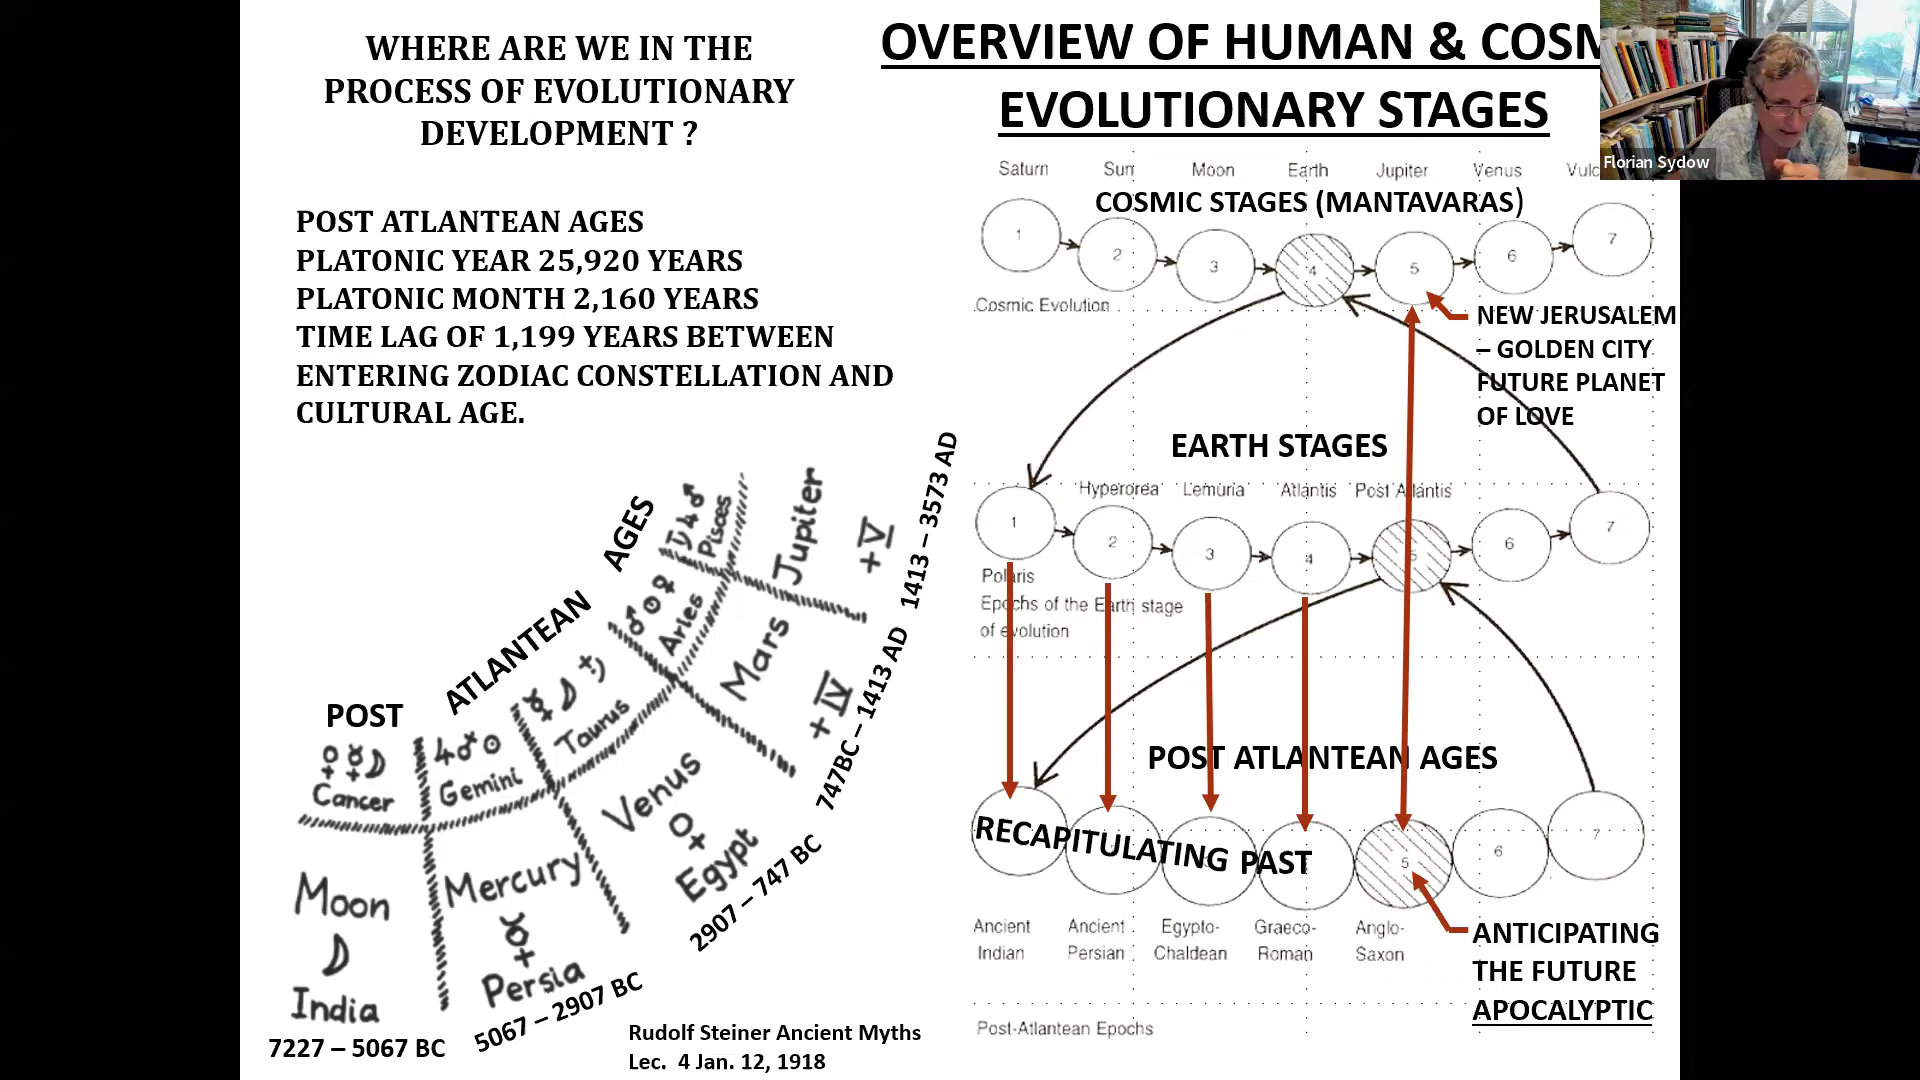 WHERE ARE WE IN THE
PROCESS OF EVOLUTIONARY
DEVELOPMENT ?
POST ATLANTEAN AGES
PLATONIC YEAR 25,920 YEARS
PLATONIC MONTH 2,160 YEARS
TIME LAG OF 1,199 YEARS BETWEEN
ENTERING ZODIAC CONSTELLATION AND
CULTURAL AGE.
POST ATLANTEAN AGES
♀ ☿ ☽
Cancer
♃ ♂ ☉
Gemini
Taurus
♂ ☉ ♀
Aries
Pisces
Moon
☽
India
Mercury
☿
Persia
Venus
♀
Egypt
Mars
+ IV
Jupiter
+ V
7227 – 5067 BC
5067 – 2907 BC
2907 – 747 BC
747BC – 1413 AD
1413 – 3573 AD
Rudolf Steiner Ancient Myths
Lec. 4 Jan. 12, 1918
OVERVIEW OF HUMAN & COSM
EVOLUTIONARY STAGES
Saturn Sun Moon Earth Jupiter Venus Vulc
COSMIC STAGES (MANTAVARAS)
1 2 3 4 5 6 7
Cosmic Evolution
NEW JERUSALEM
– GOLDEN CITY
FUTURE PLANET
OF LOVE
EARTH STAGES
Hyperorea Lemuria Atlantis Post Atlantis
1 2 3 4 5 6 7
Polaris
Epochs of the Earth stage
of evolution
POST ATLANTEAN AGES
RECAPITULATING PAST
5 6 7
Ancient Indian
Ancient Persian
Egypto-Chaldean
Graeco-Roman
Anglo-Saxon
ANTICIPATING
THE FUTURE
APOCALYPTIC
Post-Atlantean Epochs
Florian Sydow